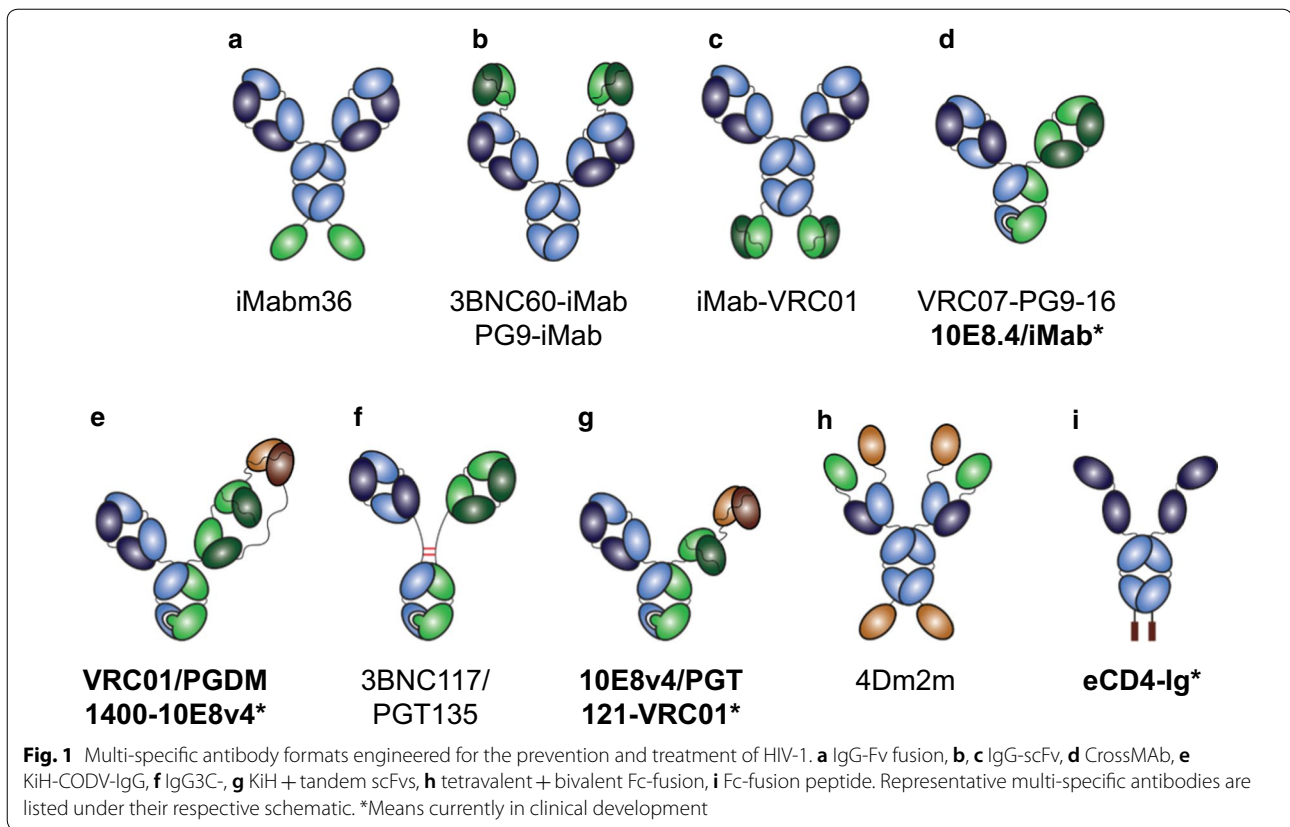 a b c d
iMabm36 3BNC60-iMab iMab-VRC01 VRC07-PG9-16
PG9-iMab 10E8.4/iMab*
e f g h i
VRC01/PGDM 3BNC117/ 10E8v4/PGT 4Dm2m eCD4-Ig*
1400-10E8v4* PGT135 121-VRC01*
Fig. 1 Multi-specific antibody formats engineered for the prevention and treatment of HIV-1. a IgG-Fv fusion, b, c IgG-scFv, d CrossMAb, e
KiH-CODV-IgG, f IgG3C-, g KiH + tandem scFvs, h tetravalent + bivalent Fc-fusion, i Fc-fusion peptide. Representative multi-specific antibodies are
listed under their respective schematic. *Means currently in clinical development